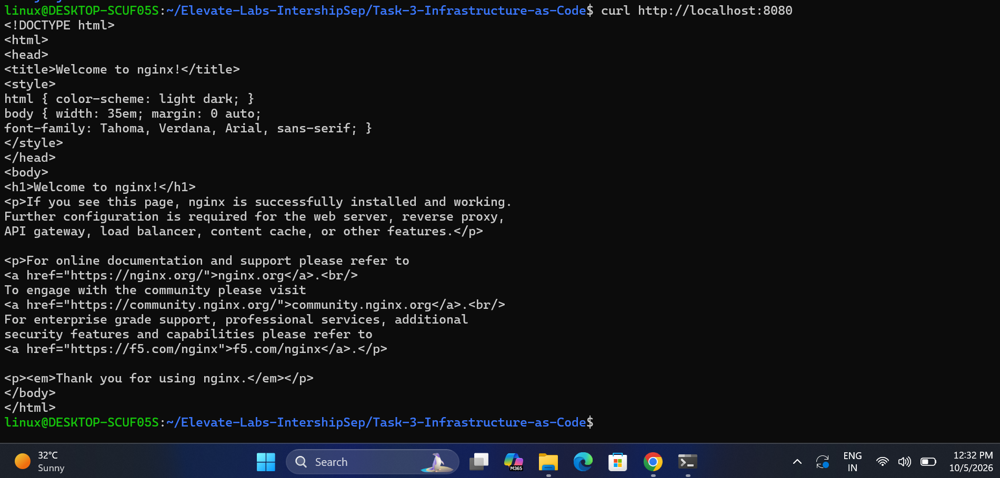 linux@DESKTOP-SCUF05S:~/Elevate-Labs-IntershipSep/Task-3-Infrastructure-as-Code$ curl http://localhost:8080
<!DOCTYPE html>
<html>
<head>
<title>Welcome to nginx!</title>
<style>
html { color-scheme: light dark; }
body { width: 35em; margin: 0 auto;
font-family: Tahoma, Verdana, Arial, sans-serif; }
</style>
</head>
<body>
<h1>Welcome to nginx!</h1>
<p>If you see this page, nginx is successfully installed and working.
Further configuration is required for the web server, reverse proxy,
API gateway, load balancer, content cache, or other features.</p>

<p>For online documentation and support please refer to
<a href="https://nginx.org/">nginx.org</a>.<br/>
To engage with the community please visit
<a href="https://community.nginx.org/">community.nginx.org</a>.<br/>
For enterprise grade support, professional services, additional
security features and capabilities please refer to
<a href="https://f5.com/nginx">f5.com/nginx</a>.</p>

<p><em>Thank you for using nginx.</em></p>
</body>
</html>
linux@DESKTOP-SCUF05S:~/Elevate-Labs-IntershipSep/Task-3-Infrastructure-as-Code$
32°C
Sunny
Search
M365
ENG
IN
12:32 PM
10/5/2026